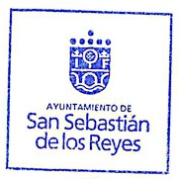 AYUNTAMIENTO DE
San Sebastián
de los Reyes